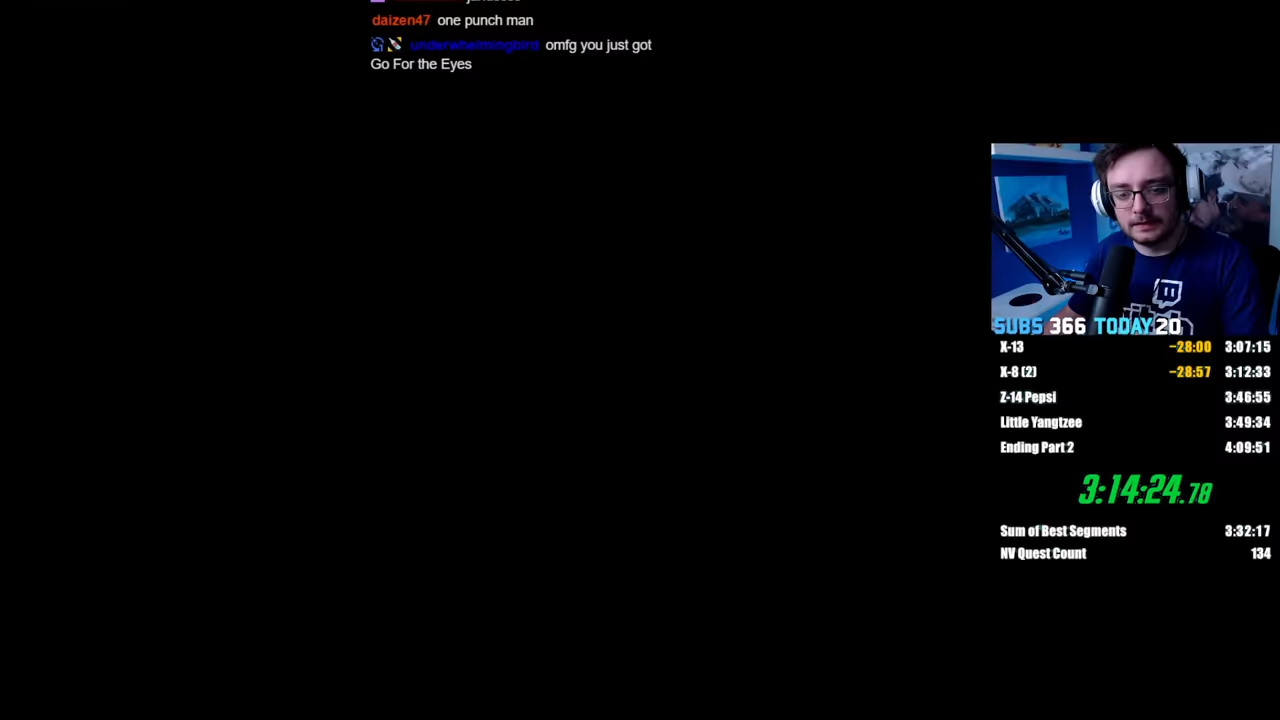 daizen47 one punch man
underwhelmingbird omfg you just got
Go For the Eyes
SUBS 366 TODAY 20
X-13 -28:00 3:07:15
X-8 (2) -28:57 3:12:33
Z-14 Pepsi 3:46:55
Little Yangtzee 3:49:34
Ending Part 2 4:09:51
3:14:24.78
Sum of Best Segments 3:32:17
NV Quest Count 134